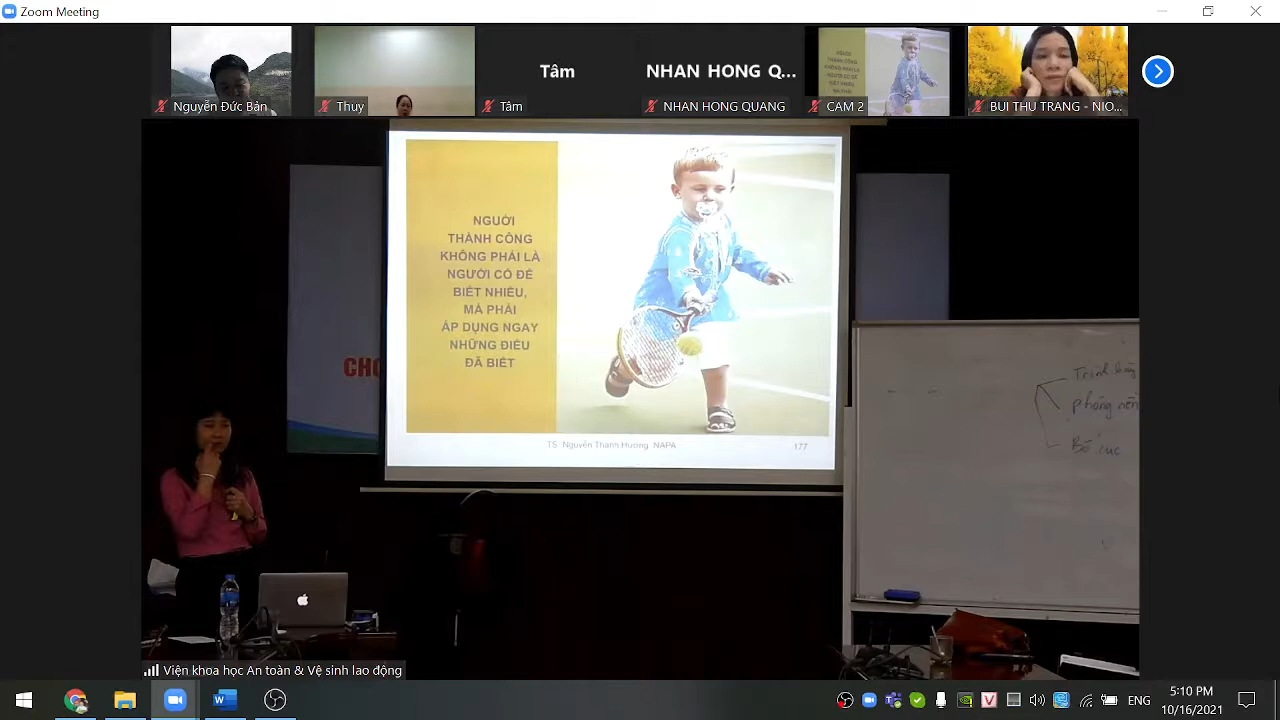 Zoom Meeting
Tâm
NHAN HONG Q...
Nguyễn Đức Bản
Thuy
Tâm
NHAN HONG QUANG
CAM 2
BUI THU TRANG - NIO...
NGƯỜI
THÀNH CÔNG
KHÔNG PHẢI LÀ
NGƯỜI CÓ ĐỂ
BIẾT NHIỀU,
MÀ PHẢI
ÁP DỤNG NGAY
NHỮNG ĐIỀU
ĐÃ BIẾT
TS. Nguyễn Thanh Hương NAPA
177
CHO
Bố cục
Viện khoa học An toàn & Vệ sinh lao động
ENG
5:10 PM
10/16/2021